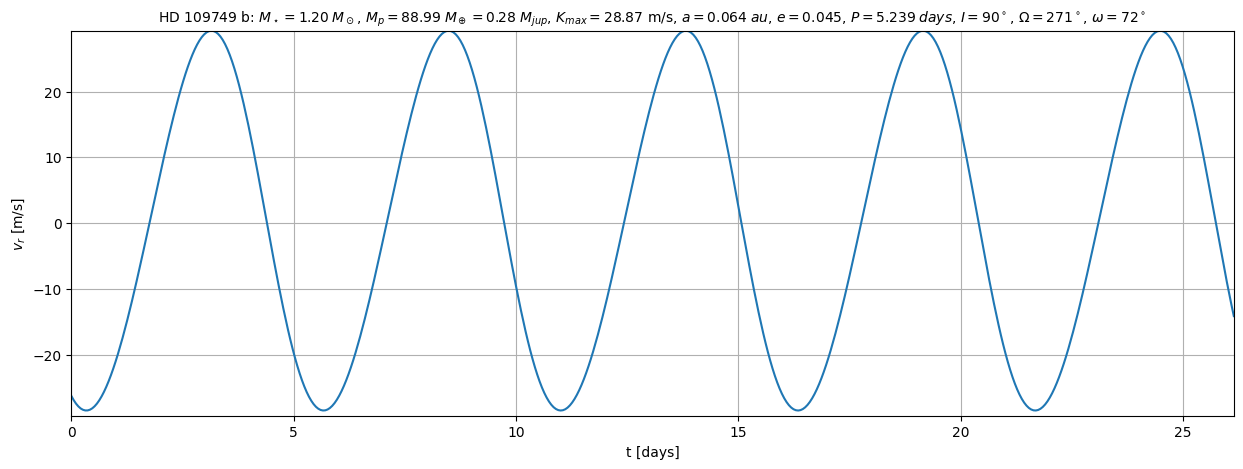 HD 109749 b: M⋆ = 1.20 M⊙, Mp = 88.99 M⊕ = 0.28 Mjup, Kmax = 28.87 m/s, a = 0.064 au, e = 0.045, P = 5.239 days, I = 90°, Ω = 271°, ω = 72°
vr [m/s]
20
10
0
−10
−20
0 5 10 15 20 25
t [days]